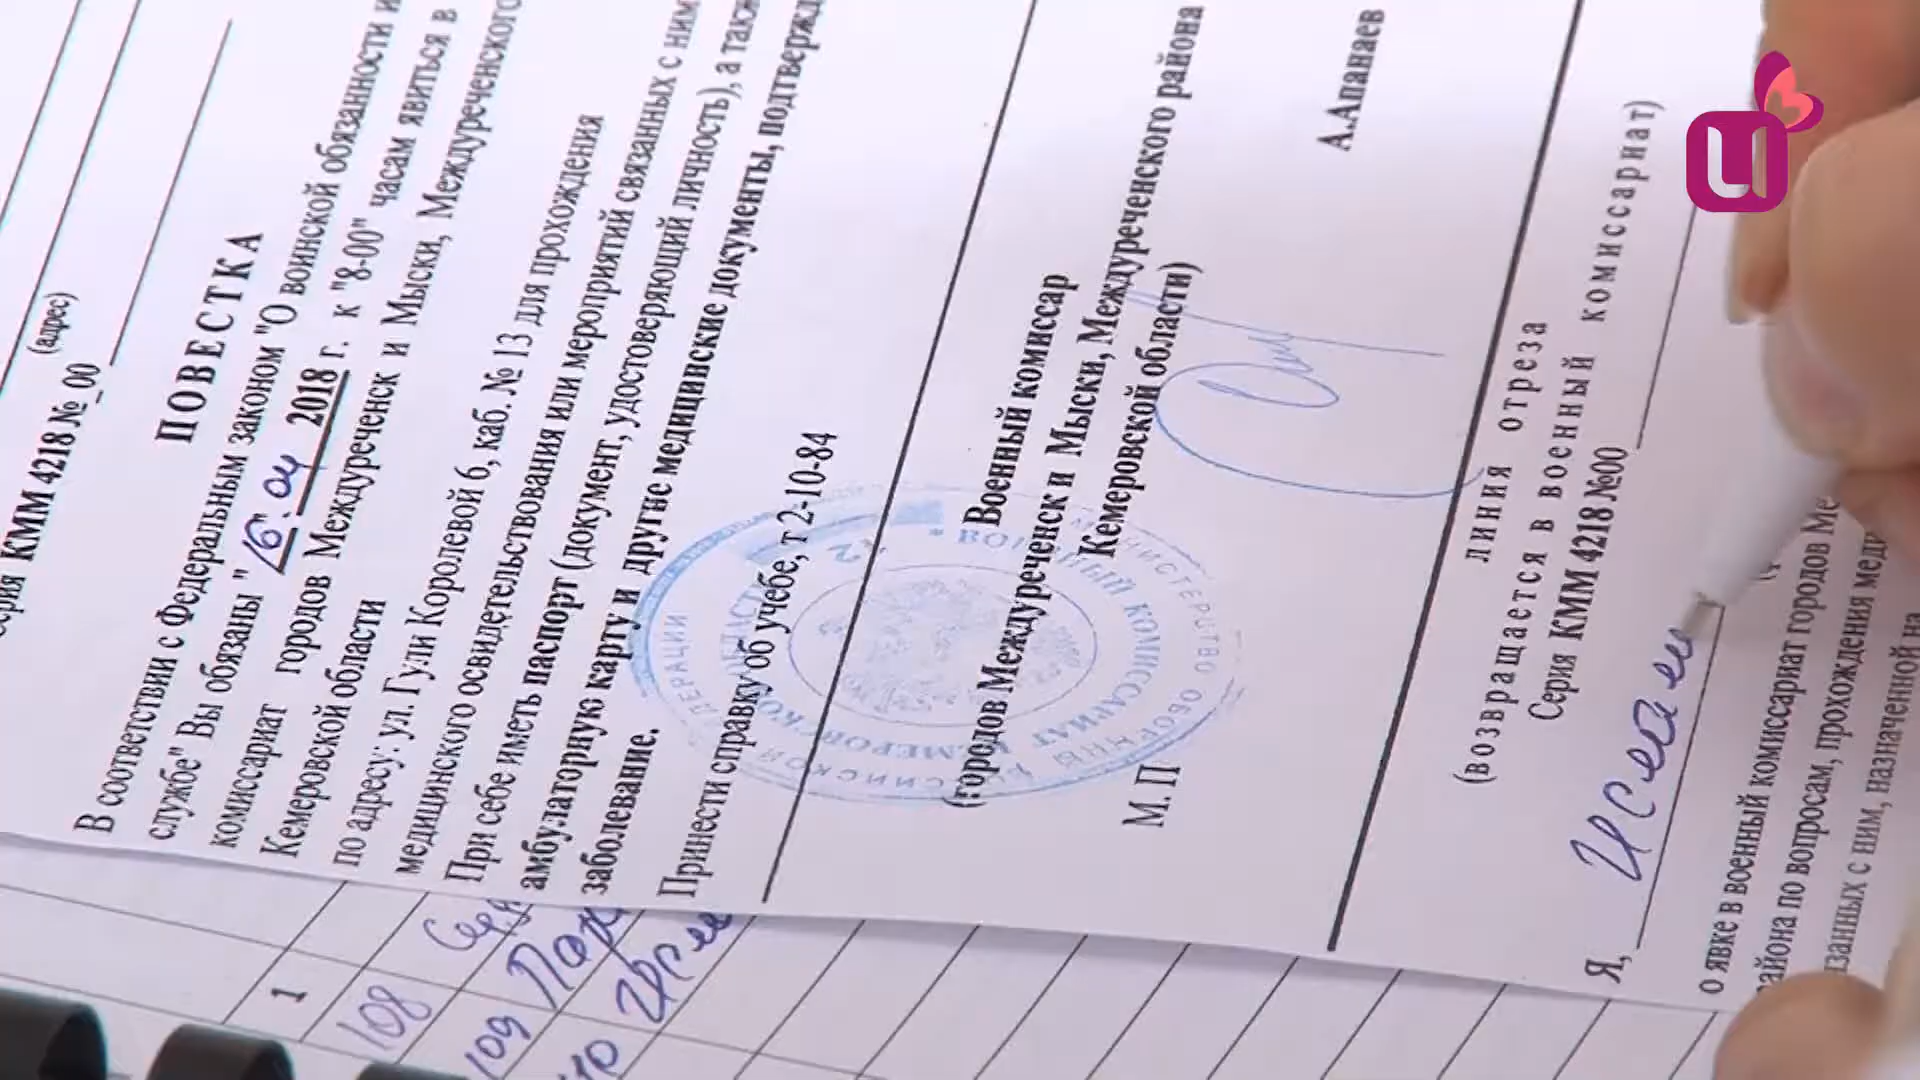 Серия КММ 4218 № 00
(адрес)
ПОВЕСТКА
В соответствии с Федеральным законом "О воинской обязанности и
службе" Вы обязаны "16" 04 2018 г. к "8-00" часам явиться в
комиссариат городов Междуреченск и Мыски, Междуреченского
Кемеровской области
по адресу: ул. Гули Королевой 6, каб. № 13 для прохождения
медицинского освидетельствования или мероприятий связанных с ним
При себе иметь паспорт (документ, удостоверяющий личность), а также
амбулаторную карту и другие медицинские документы,
заболевание.
Принести справку об учебе, т 2-10-84
Военный комиссар
(городов Междуреченск и Мыски, Междуреченского района
Кемеровской области)
М.П
А.Апанаев
линия отреза
(возвращается в военный комиссариат)
Серия КММ 4218 №00
Я,
о явке в военный комиссариат городов
района по вопросам, прохождения
с ним, назначенной на
1
108
109
110